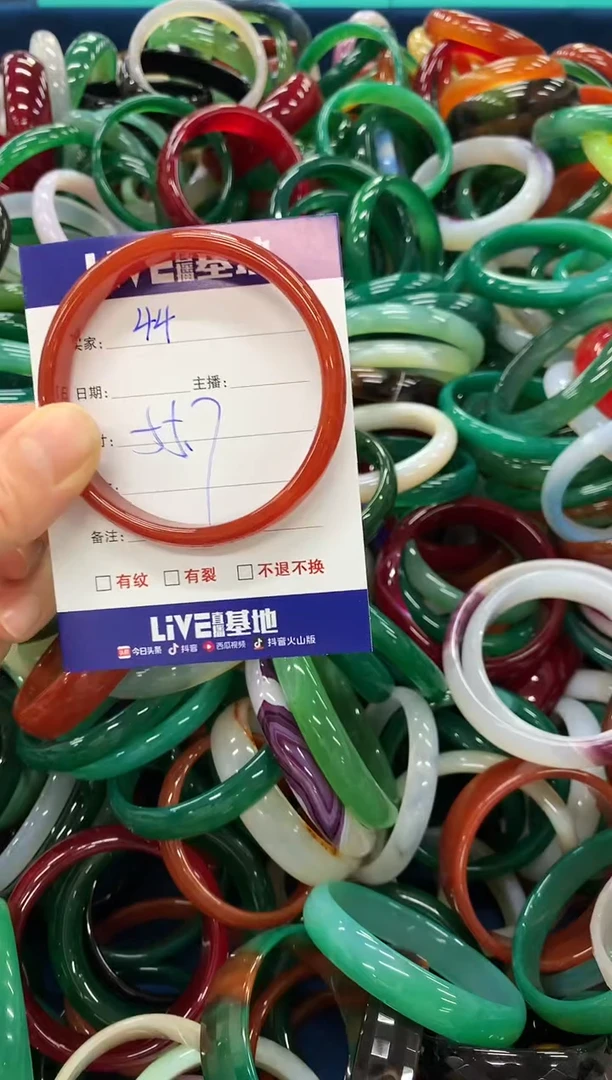 LiVE直播基地
买家: 44
日期: 主播:
寸:
备注:
有纹 有裂 不退不换
LiVE直播基地
今日头条 抖音 西瓜视频 抖音火山版